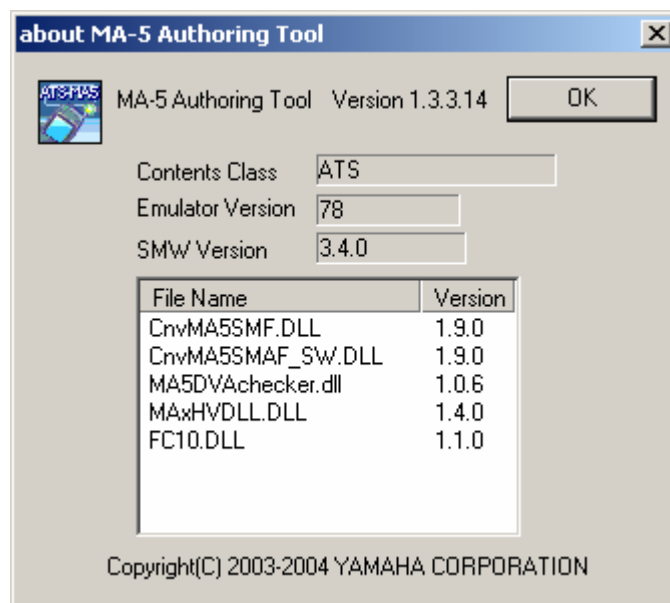 about MA-5 Authoring Tool
ATS-MA5
MA-5 Authoring Tool Version 1.3.3.14 OK
Contents Class ATS
Emulator Version 78
SMW Version 3.4.0
File Name Version
CnvMA5SMF.DLL 1.9.0
CnvMA5SMAF_SW.DLL 1.9.0
MA5DVAchecker.dll 1.0.6
MAxHVDLL.DLL 1.4.0
FC10.DLL 1.1.0
Copyright(C) 2003-2004 YAMAHA CORPORATION